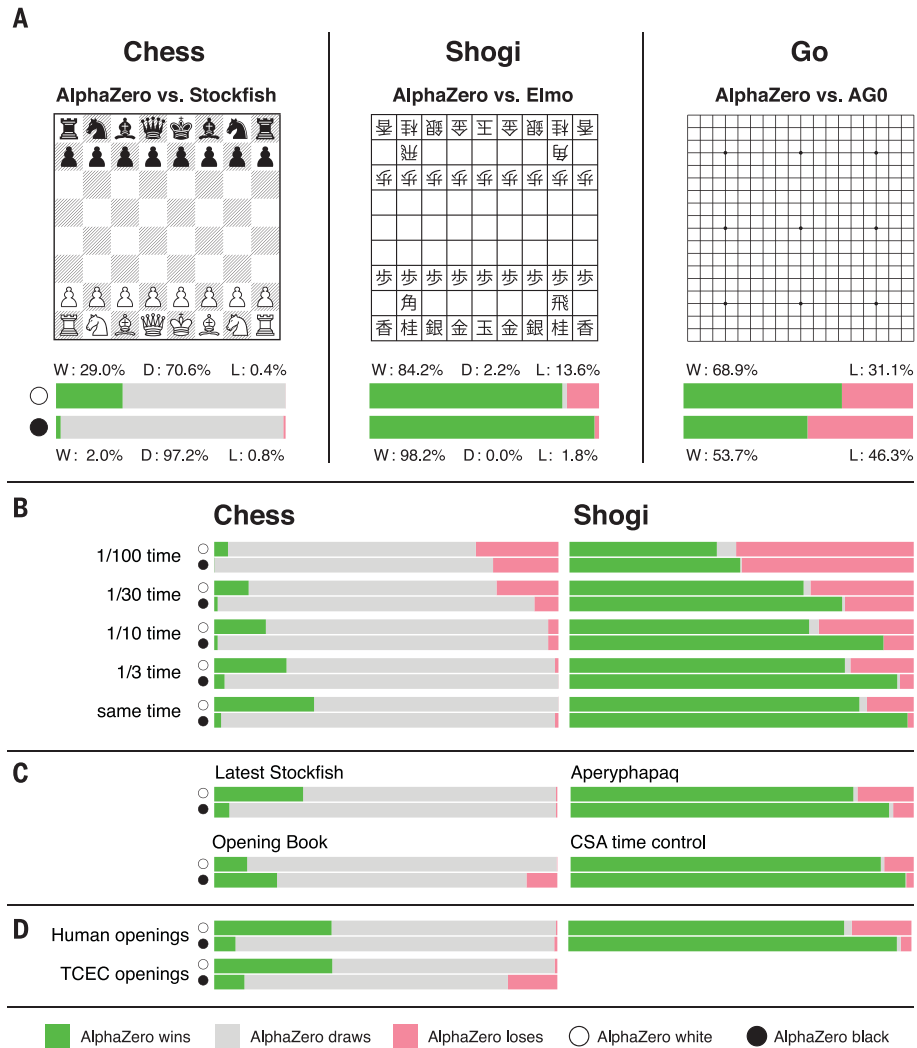 A
Chess
Shogi
Go
AlphaZero vs. Stockfish
AlphaZero vs. Elmo
AlphaZero vs. AG0
香 桂 銀 金 玉 金 銀 桂 香
飛 角
歩 歩 歩 歩 歩 歩 歩 歩 歩
歩 歩 歩 歩 歩 歩 歩 歩 歩
角 飛
香 桂 銀 金 玉 金 銀 桂 香
W: 29.0% D: 70.6% L: 0.4%
W: 84.2% D: 2.2% L: 13.6%
W: 68.9% L: 31.1%
W: 2.0% D: 97.2% L: 0.8%
W: 98.2% D: 0.0% L: 1.8%
W: 53.7% L: 46.3%
B
Chess
Shogi
1/100 time
1/30 time
1/10 time
1/3 time
same time
C
Latest Stockfish
Aperyphapaq
Opening Book
CSA time control
D
Human openings
TCEC openings
AlphaZero wins
AlphaZero draws
AlphaZero loses
AlphaZero white
AlphaZero black